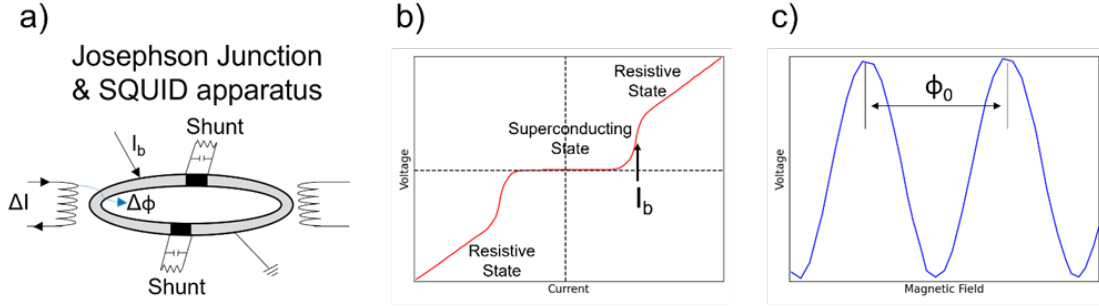 a)
Josephson Junction
& SQUID apparatus
Shunt
I_b
ΔI
Δϕ
Shunt
b)
Resistive
State
Superconducting
State
I_b
Resistive
State
Voltage
Current
c)
ϕ₀
Voltage
Magnetic Field